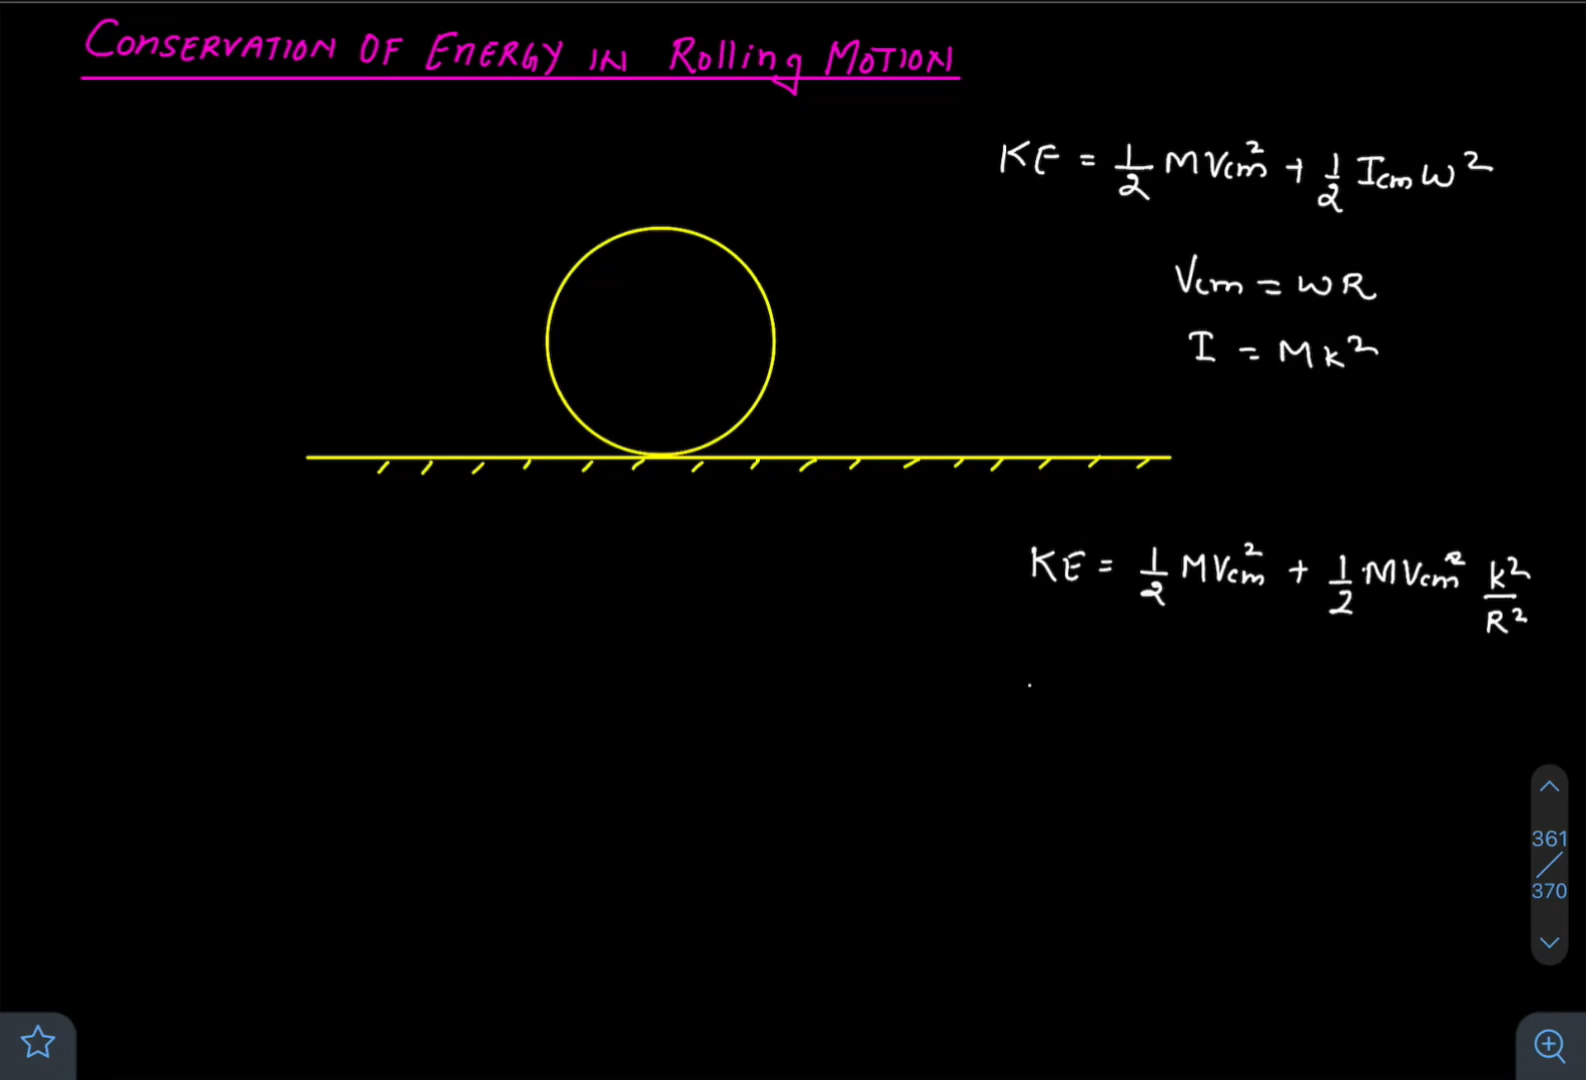 CONSERVATION OF ENERGY IN Rolling MOTION
KE = 1/2 MVcm² + 1/2 Icm ω²
Vcm = ωR
I = Mk²
KE = 1/2 MVcm² + 1/2 MVcm² k²/R²
361
370